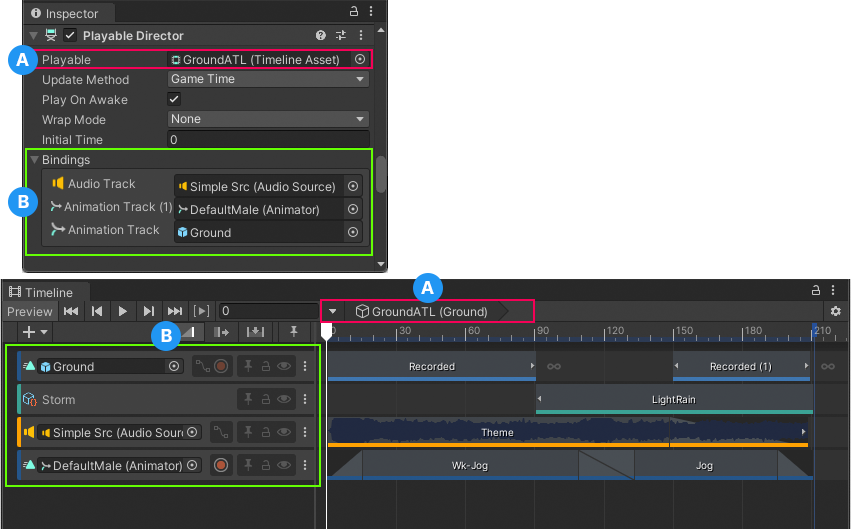 Inspector
Playable Director
A
Playable
GroundATL (Timeline Asset)
Update Method
Game Time
Play On Awake
Wrap Mode
None
Initial Time
0
Bindings
B
Audio Track
Simple Src (Audio Source)
Animation Track (1)
DefaultMale (Animator)
Animation Track
Ground
Timeline
A
Preview
0
GroundATL (Ground)
B
0 30 60 90 120 150 180 210
Ground
Recorded
Recorded (1)
Storm
LightRain
Simple Src (Audio Sour
Theme
DefaultMale (Animator)
Wk-Jog
Jog